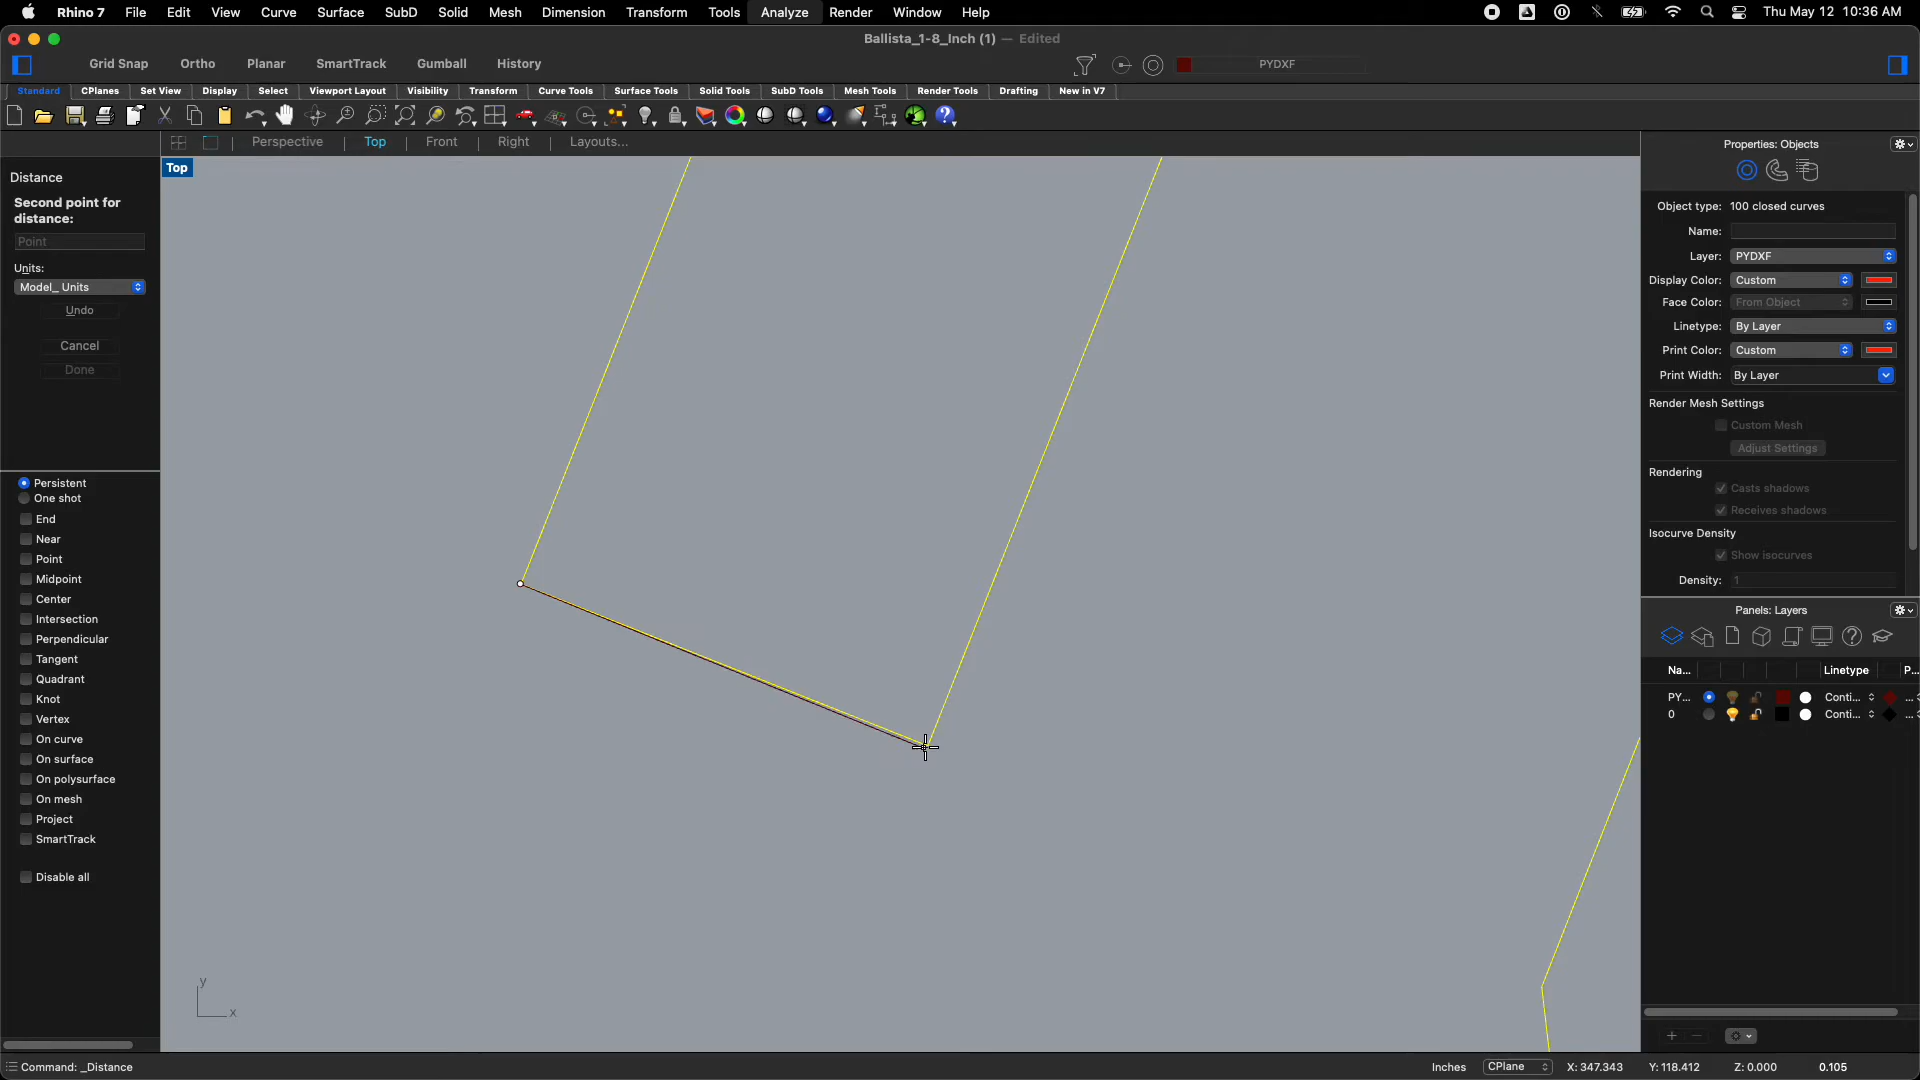 Rhino 7 File Edit View Curve Surface SubD Solid Mesh Dimension Transform Tools Analyze Render Window Help Thu May 12 10:36 AM
Ballista_1-8_Inch (1) — Edited
Grid Snap Ortho Planar SmartTrack Gumball History PYDXF
Standard CPlanes Set View Display Select Viewport Layout Visibility Transform Curve Tools Surface Tools Solid Tools SubD Tools Mesh Tools Render Tools Drafting New in V7
Perspective Top Front Right Layouts...
Top
Distance
Second point for
distance:
Point
Units:
Model_ Units
Undo
Cancel
Done
Persistent
One shot
End
Near
Point
Midpoint
Center
Intersection
Perpendicular
Tangent
Quadrant
Knot
Vertex
On curve
On surface
On polysurface
On mesh
Project
SmartTrack
Disable all
y
x
Properties: Objects
Object type: 100 closed curves
Name:
Layer: PYDXF
Display Color: Custom
Face Color: From Object
Linetype: By Layer
Print Color: Custom
Print Width: By Layer
Render Mesh Settings
Custom Mesh
Adjust Settings
Rendering
Casts shadows
Receives shadows
Isocurve Density
Show isocurves
Density: 1
Panels: Layers
Na... Linetype P...
PY... Conti... ...
0 Conti... ...
Command: _Distance
Inches CPlane X: 347.343 Y: 118.412 Z: 0.000 0.105